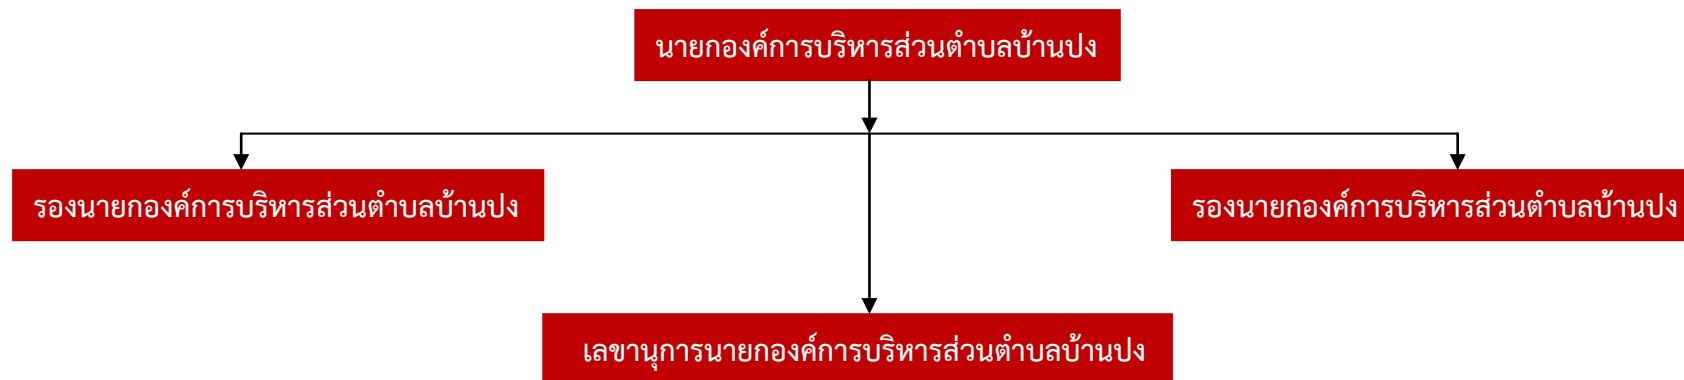 นายกองค์การบริหารส่วนตำบลบ้านปง
รองนายกองค์การบริหารส่วนตำบลบ้านปง
รองนายกองค์การบริหารส่วนตำบลบ้านปง
เลขานุการนายกองค์การบริหารส่วนตำบลบ้านปง